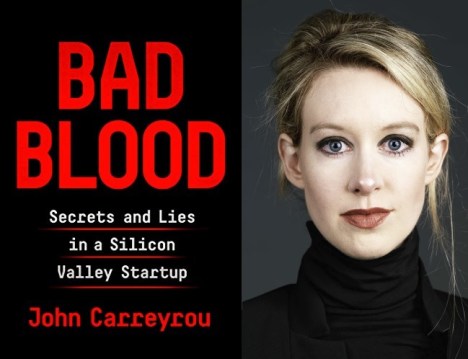 BAD
BLOOD
Secrets and Lies
in a Silicon
Valley Startup
John Carreyrou